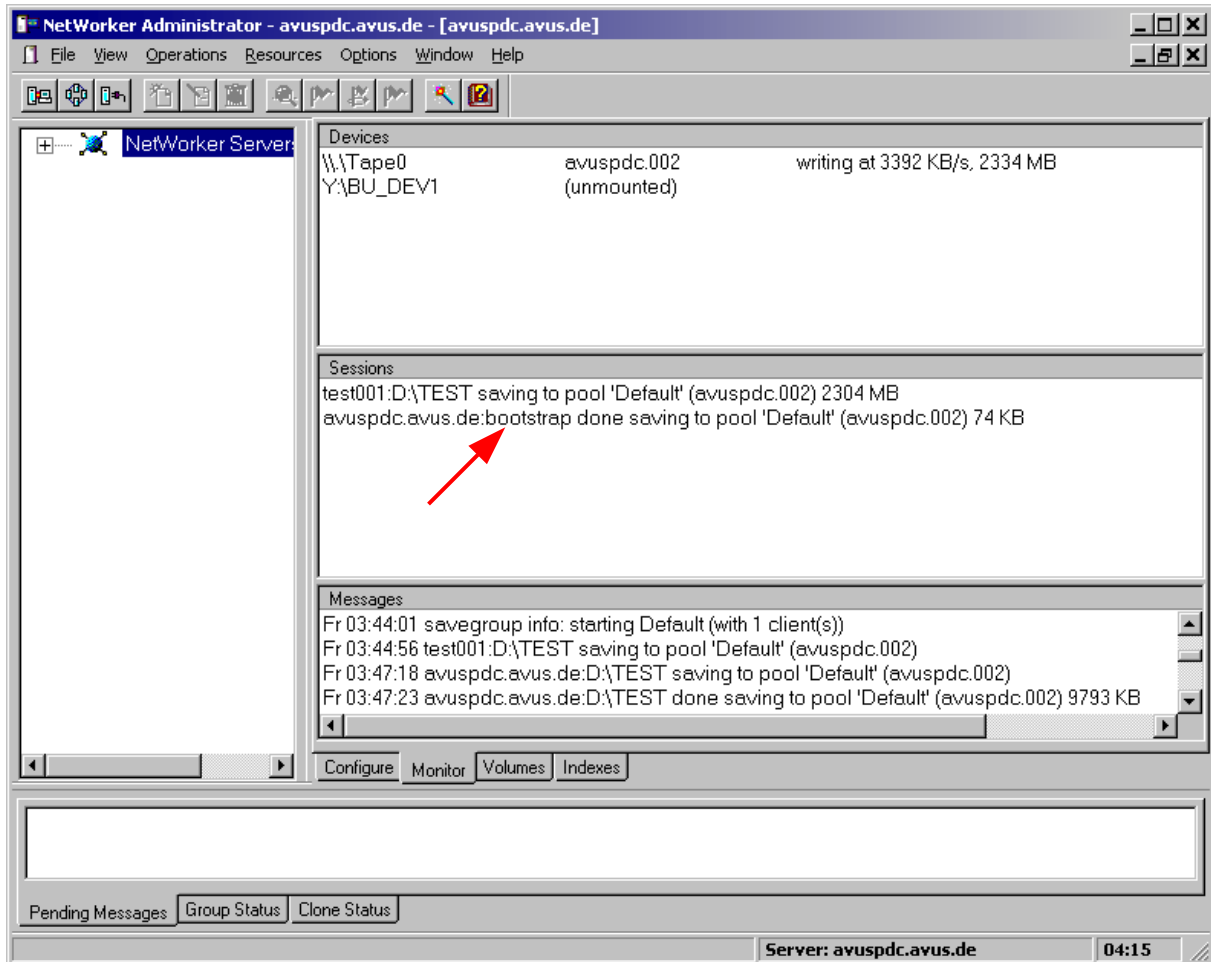 NetWorker Administrator - avuspdc.avus.de - [avuspdc.avus.de]
File View Operations Resources Options Window Help
NetWorker Server
Devices
\\.\Tape0 avuspdc.002 writing at 3392 KB/s, 2334 MB
Y:\BU_DEV1 (unmounted)
Sessions
test001:D:\TEST saving to pool 'Default' (avuspdc.002) 2304 MB
avuspdc.avus.de:bootstrap done saving to pool 'Default' (avuspdc.002) 74 KB
Messages
Fr 03:44:01 savegroup info: starting Default (with 1 client(s))
Fr 03:44:56 test001:D:\TEST saving to pool 'Default' (avuspdc.002)
Fr 03:47:18 avuspdc.avus.de:D:\TEST saving to pool 'Default' (avuspdc.002)
Fr 03:47:23 avuspdc.avus.de:D:\TEST done saving to pool 'Default' (avuspdc.002) 9793 KB
Configure Monitor Volumes Indexes
Pending Messages Group Status Clone Status
Server: avuspdc.avus.de 04:15